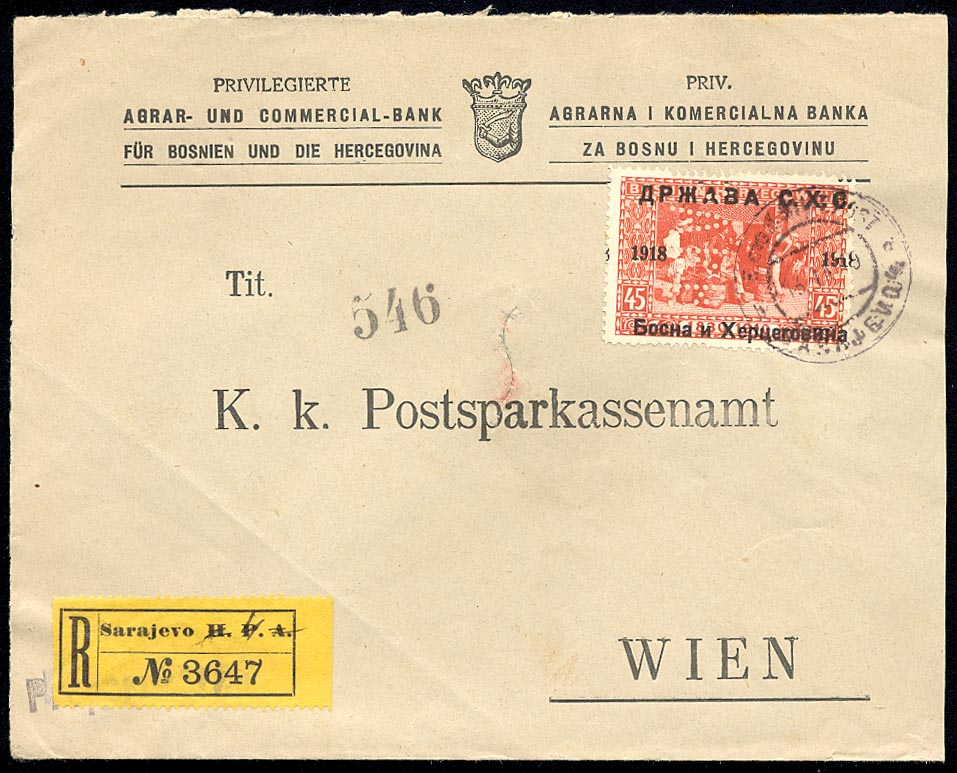 PRIVILEGIERTE
AGRAR- UND COMMERCIAL-BANK
FÜR BOSNIEN UND DIE HERCEGOVINA
PRIV.
AGRARNA I KOMERCIALNA BANKA
ZA BOSNU I HERCEGOVINU
ДРЖАВА С.Х.С.
1918 1918
45 45
Босна и Херцеговина
Tit.
546
K. k. Postsparkassenamt
WIEN
R Sarajevo H. P. A.
№ 3647